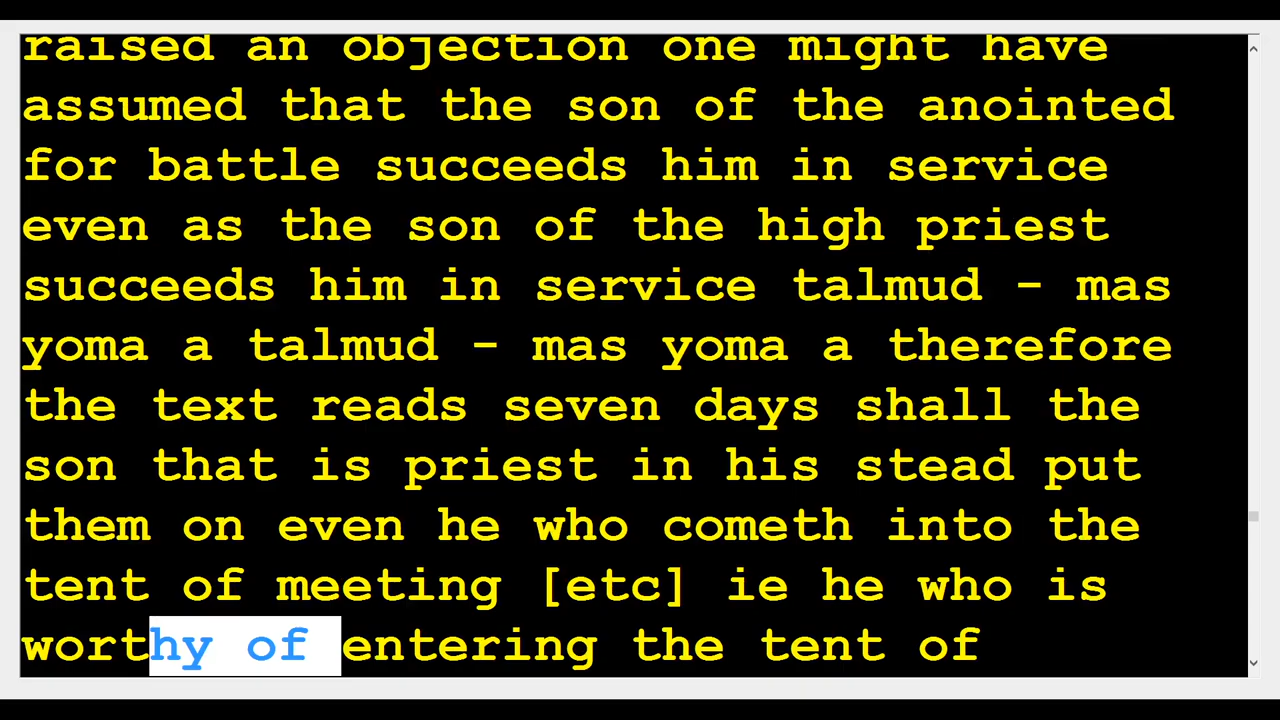 raised an objection one might have
assumed that the son of the anointed
for battle succeeds him in service
even as the son of the high priest
succeeds him in service talmud - mas
yoma a talmud - mas yoma a therefore
the text reads seven days shall the
son that is priest in his stead put
them on even he who cometh into the
tent of meeting [etc] ie he who is
worthy of entering the tent of